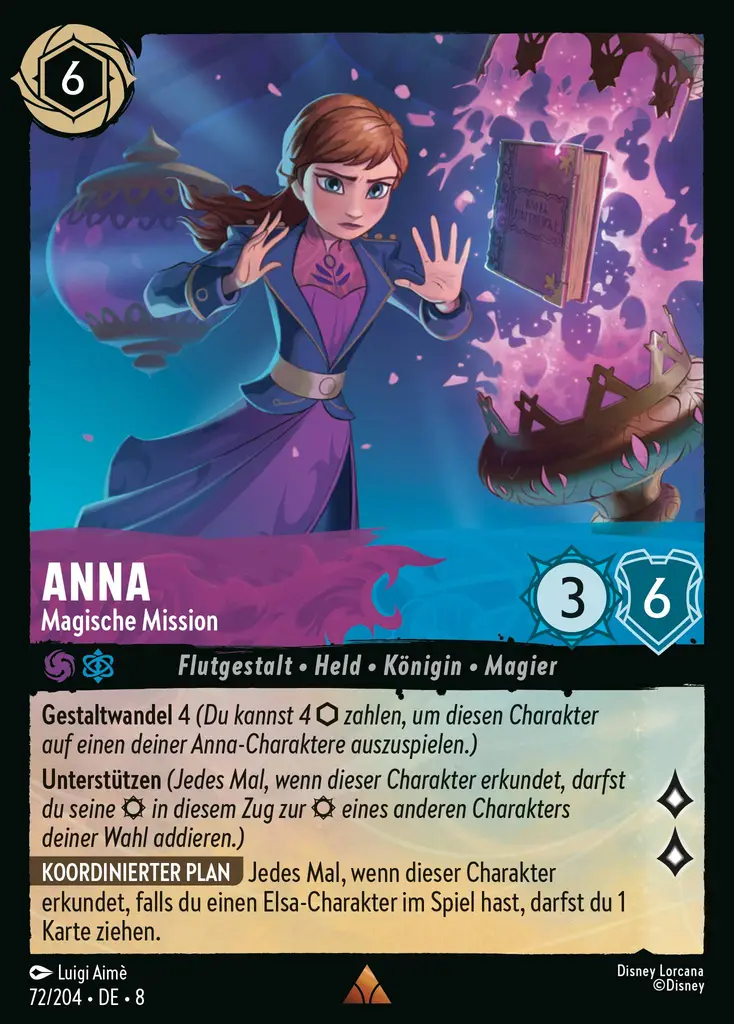 6
ANNA
Magische Mission
3
6
Flutgestalt • Held • Königin • Magier
Gestaltwandel 4 (Du kannst 4 ⬡ zahlen, um diesen Charakter
auf einen deiner Anna-Charaktere auszuspielen.)
Unterstützen (Jedes Mal, wenn dieser Charakter erkundet, darfst
du seine ¤ in diesem Zug zur ¤ eines anderen Charakters
deiner Wahl addieren.)
KOORDINIERTER PLAN Jedes Mal, wenn dieser Charakter
erkundet, falls du einen Elsa-Charakter im Spiel hast, darfst du 1
Karte ziehen.
Luigi Aimè
72/204 • DE • 8
Disney Lorcana
©Disney